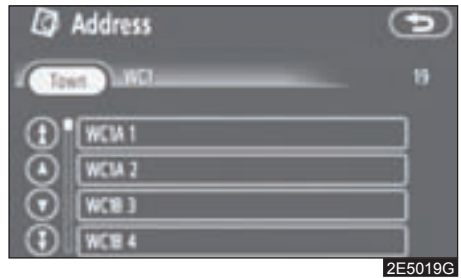 Address
Town WC1 19
WC1A 1
WC1A 2
WC1B 3
WC1B 4
2E5019G